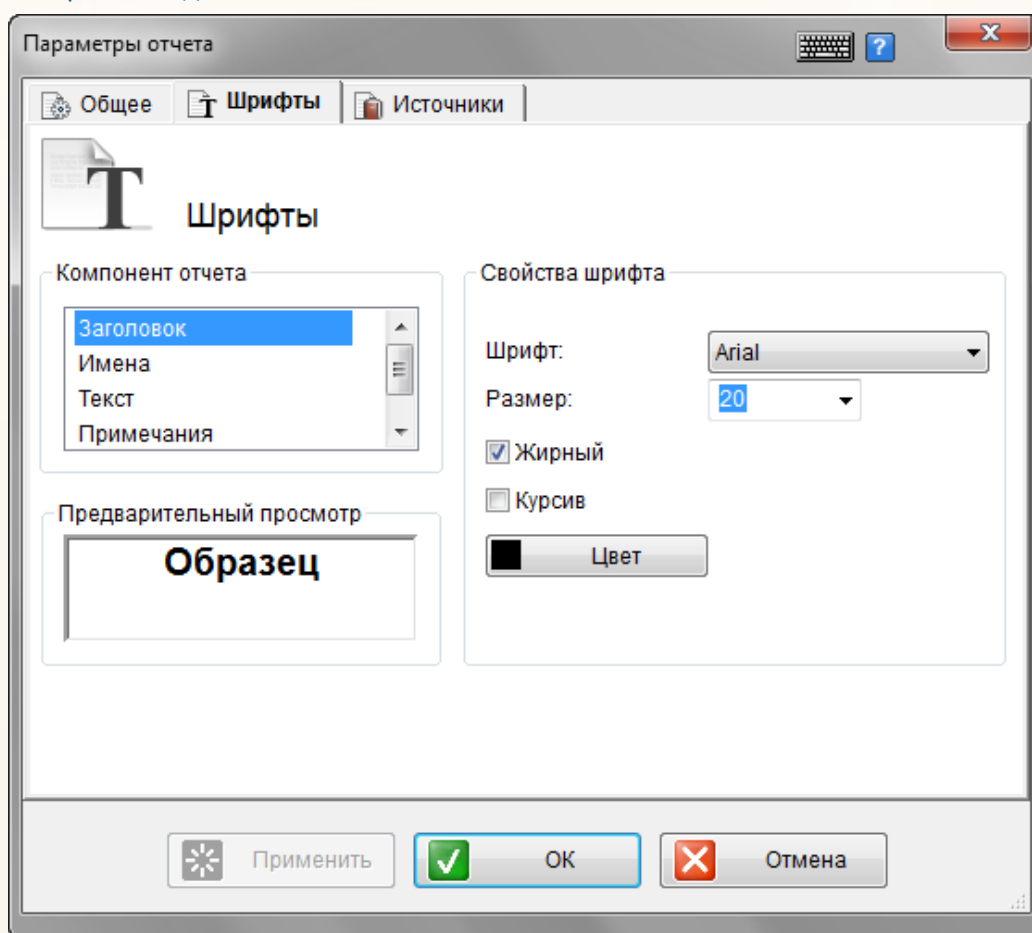 Параметры отчета
Общее
Шрифты
Источники
Шрифты
Компонент отчета
Заголовок
Имена
Текст
Примечания
Предварительный просмотр
Образец
Свойства шрифта
Шрифт: Arial
Размер: 20
Жирный
Курсив
Цвет
Применить
ОК
Отмена